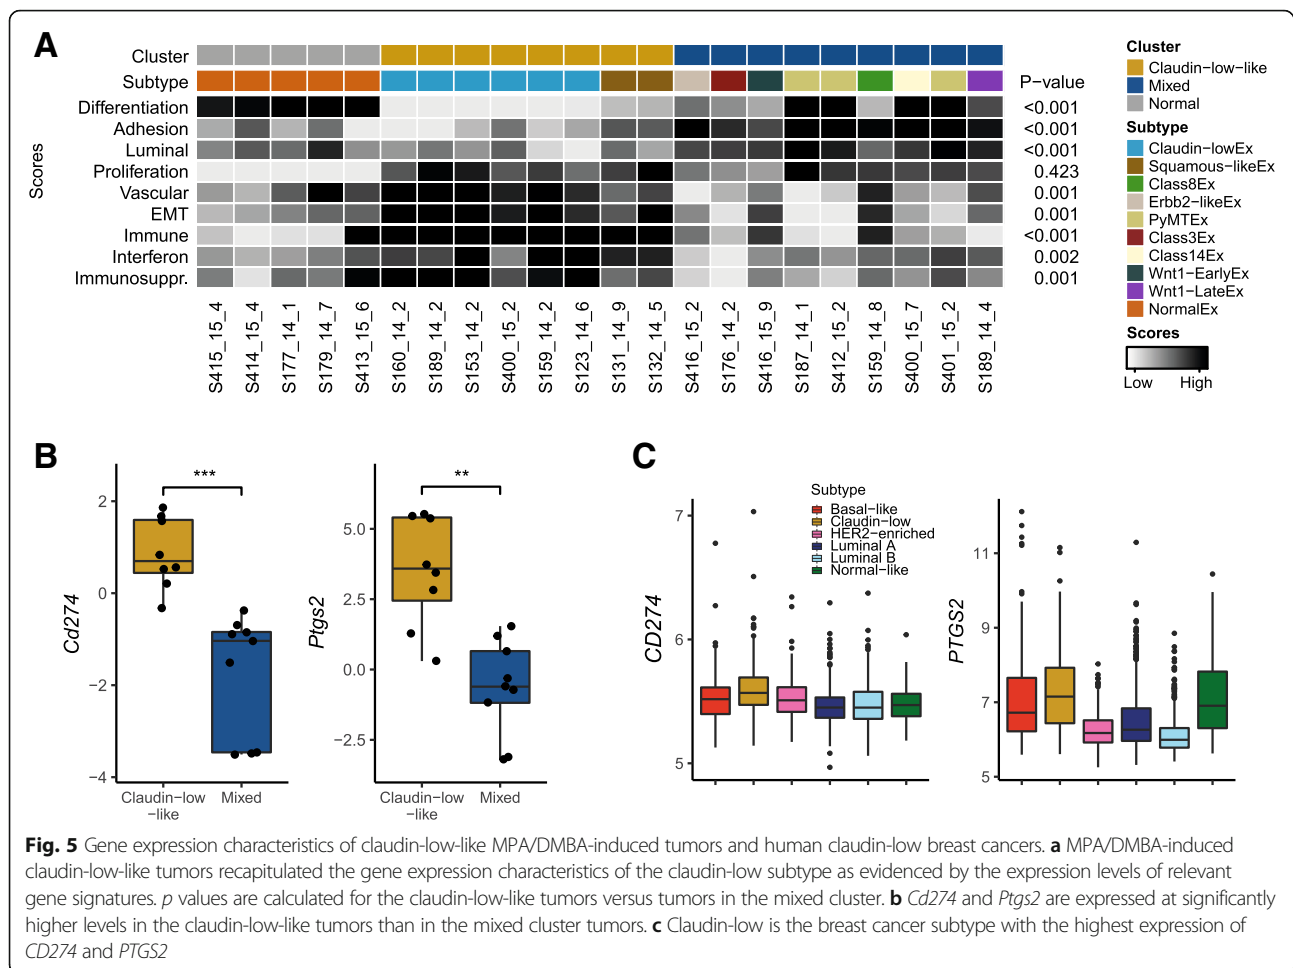 A
Cluster
Subtype
P−value
Scores
Differentiation <0.001
Adhesion <0.001
Luminal <0.001
Proliferation 0.423
Vascular 0.001
EMT 0.001
Immune <0.001
Interferon 0.002
Immunosuppr. 0.001
S415_15_4
S414_15_4
S177_14_1
S179_14_7
S413_15_6
S160_14_2
S189_14_2
S153_14_2
S400_15_2
S159_14_2
S123_14_6
S131_14_9
S132_14_5
S416_15_2
S176_14_2
S416_15_9
S187_14_1
S412_15_2
S159_14_8
S400_15_7
S401_15_2
S189_14_4
Cluster
Claudin−low−like
Mixed
Normal
Subtype
Claudin−lowEx
Squamous−likeEx
Class8Ex
Erbb2−likeEx
PyMTEx
Class3Ex
Class14Ex
Wnt1−EarlyEx
Wnt1−LateEx
NormalEx
Scores
Low High
B
Cd274
2
0
−2
−4
***
Claudin−low
−like
Mixed
Ptgs2
5.0
2.5
0.0
−2.5
**
Claudin−low
−like
Mixed
C
CD274
7
6
5
Subtype
Basal−like
Claudin−low
HER2−enriched
Luminal A
Luminal B
Normal−like
PTGS2
11
9
7
5
Fig. 5 Gene expression characteristics of claudin-low-like MPA/DMBA-induced tumors and human claudin-low breast cancers. a MPA/DMBA-induced
claudin-low-like tumors recapitulated the gene expression characteristics of the claudin-low subtype as evidenced by the expression levels of relevant
gene signatures. p values are calculated for the claudin-low-like tumors versus tumors in the mixed cluster. b Cd274 and Ptgs2 are expressed at significantly
higher levels in the claudin-low-like tumors than in the mixed cluster tumors. c Claudin-low is the breast cancer subtype with the highest expression of
CD274 and PTGS2